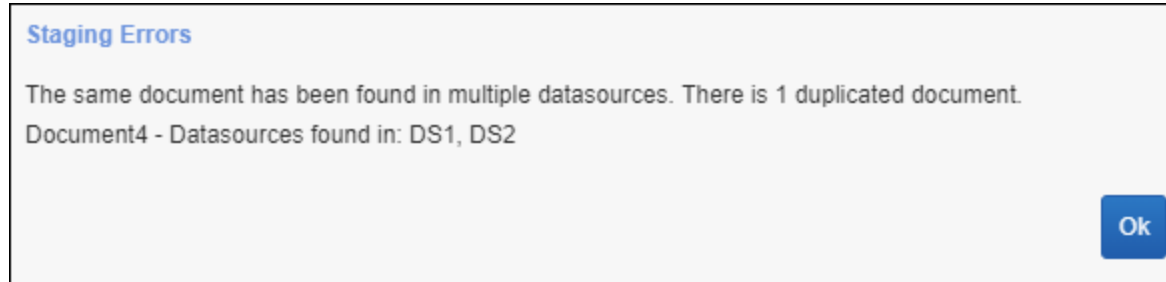 Staging Errors
The same document has been found in multiple datasources. There is 1 duplicated document.
Document4 - Datasources found in: DS1, DS2
Ok